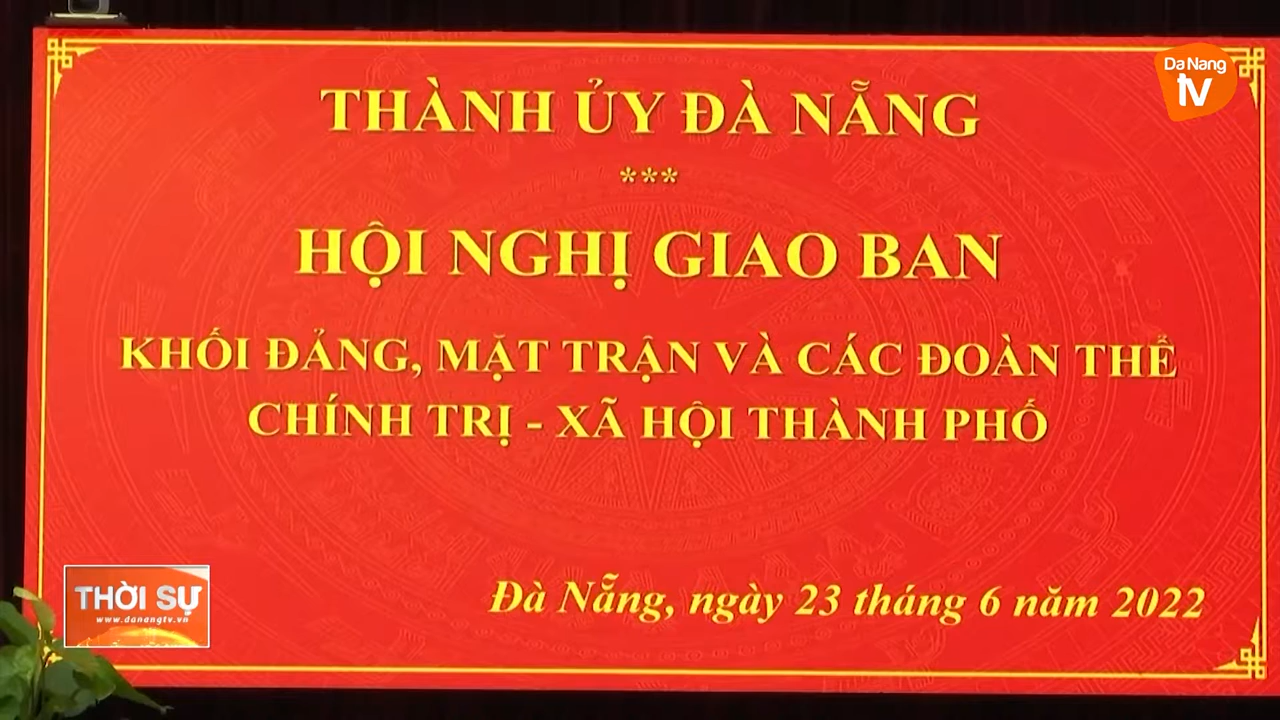 Da Nang
tv
THÀNH ỦY ĐÀ NẴNG
***
HỘI NGHỊ GIAO BAN
KHỐI ĐẢNG, MẶT TRẬN VÀ CÁC ĐOÀN THỂ
CHÍNH TRỊ - XÃ HỘI THÀNH PHỐ
Đà Nẵng, ngày 23 tháng 6 năm 2022
THỜI SỰ
www.danangtv.vn